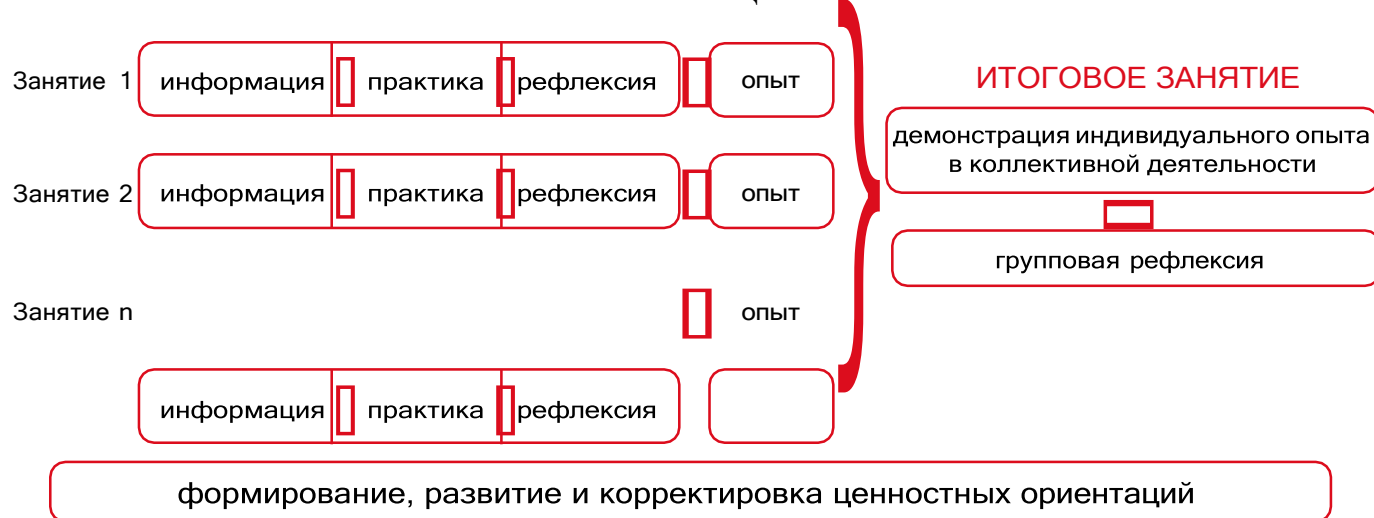 Занятие 1
информация практика рефлексия опыт
Занятие 2
информация практика рефлексия опыт
Занятие n
опыт
информация практика рефлексия
ИТОГОВОЕ ЗАНЯТИЕ
демонстрация индивидуального опыта
в коллективной деятельности
групповая рефлексия
формирование, развитие и корректировка ценностных ориентаций